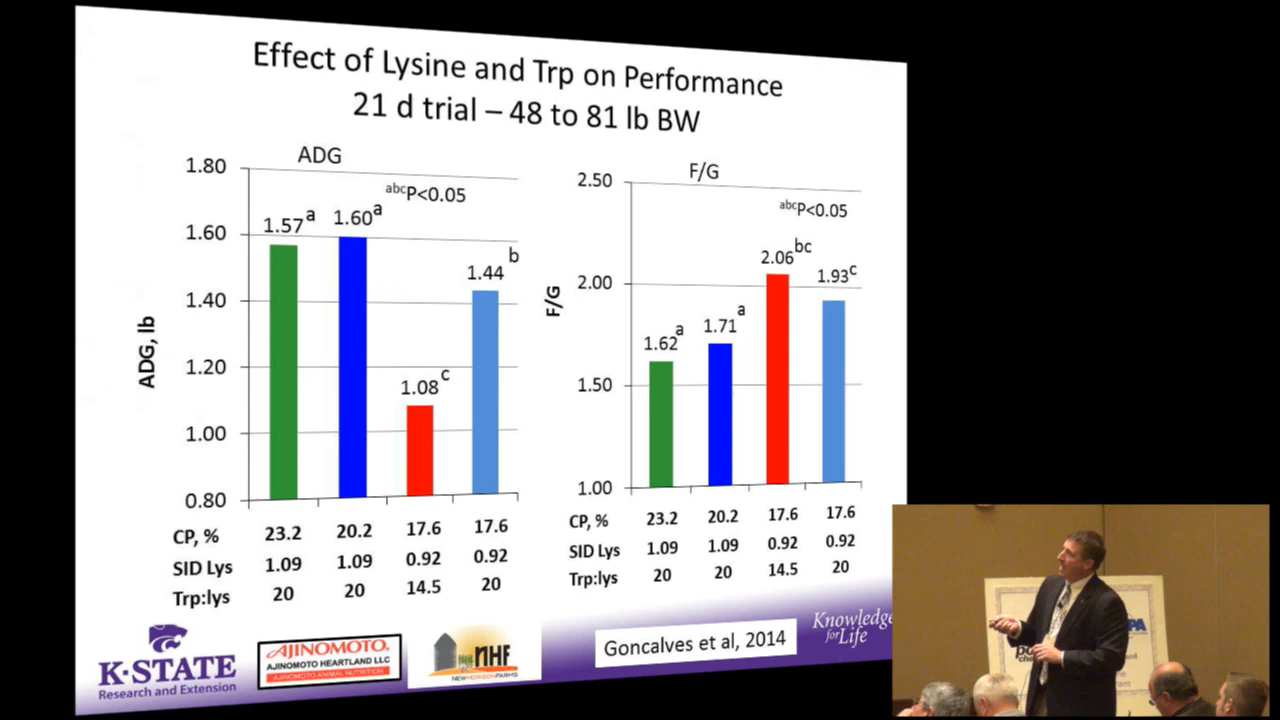 Effect of Lysine and Trp on Performance
21 d trial – 48 to 81 lb BW
ADG
abcP<0.05
1.80
1.60
1.40
1.20
1.00
0.80
ADG, lb
1.57a
1.60a
1.08c
1.44b
CP, % 23.2 20.2 17.6 17.6
SID Lys 1.09 1.09 0.92 0.92
Trp:lys 20 20 14.5 20
F/G
abcP<0.05
2.50
2.00
1.50
1.00
F/G
1.62a
1.71a
2.06bc
1.93c
CP, % 23.2 20.2 17.6 17.6
SID Lys 1.09 1.09 0.92 0.92
Trp:lys 20 20 14.5 20
K-STATE
Research and Extension
AJINOMOTO®
AJINOMOTO HEARTLAND LLC
AJINOMOTO ANIMAL NUTRITION
NHF
NEW HORIZON FARMS
Goncalves et al, 2014
Knowledge
for Life